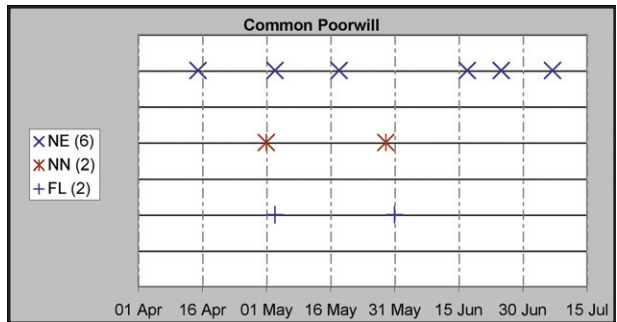 Common Poorwill
NE (6)
NN (2)
FL (2)
01 Apr 16 Apr 01 May 16 May 31 May 15 Jun 30 Jun 15 Jul